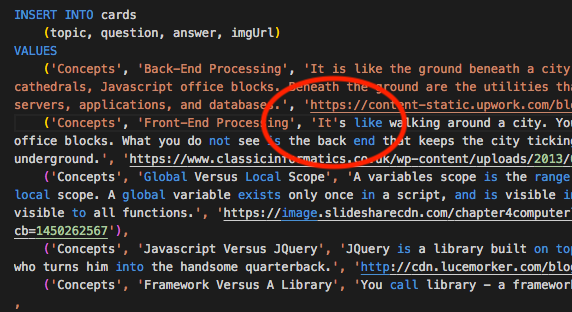 INSERT INTO cards
(topic, question, answer, imgUrl)
VALUES
('Concepts', 'Back-End Processing', 'It is like the ground beneath a city
cathedrals, Javascript office blocks. Beneath the ground are the utilities tha
servers, applications, and databases.', 'https://content-static.upwork.com/blo
('Concepts, 'Front-End Processing', 'It's like walking around a city. You
office blocks. What you do not see is the back end that keeps the city ticking
underground.', 'https://www.classicinformatics.co.uk/wp-content/uploads/2013/
('Concepts', 'Global Versus Local Scope', 'A variables scope is the range
local scope. A global variable exists only once in a script, and is visible i
visible to all functions.', 'https://image.slidesharecdn.com/chapter4computer
cb=1450262567'),
('Concepts', 'Javascript Versus JQuery', 'JQuery is a library built on top
who turns him into the handsome quarterback.', 'http://cdn.lucemorker.com/blog
('Concepts', 'Framework Versus A Library', 'You call library - a framework
,